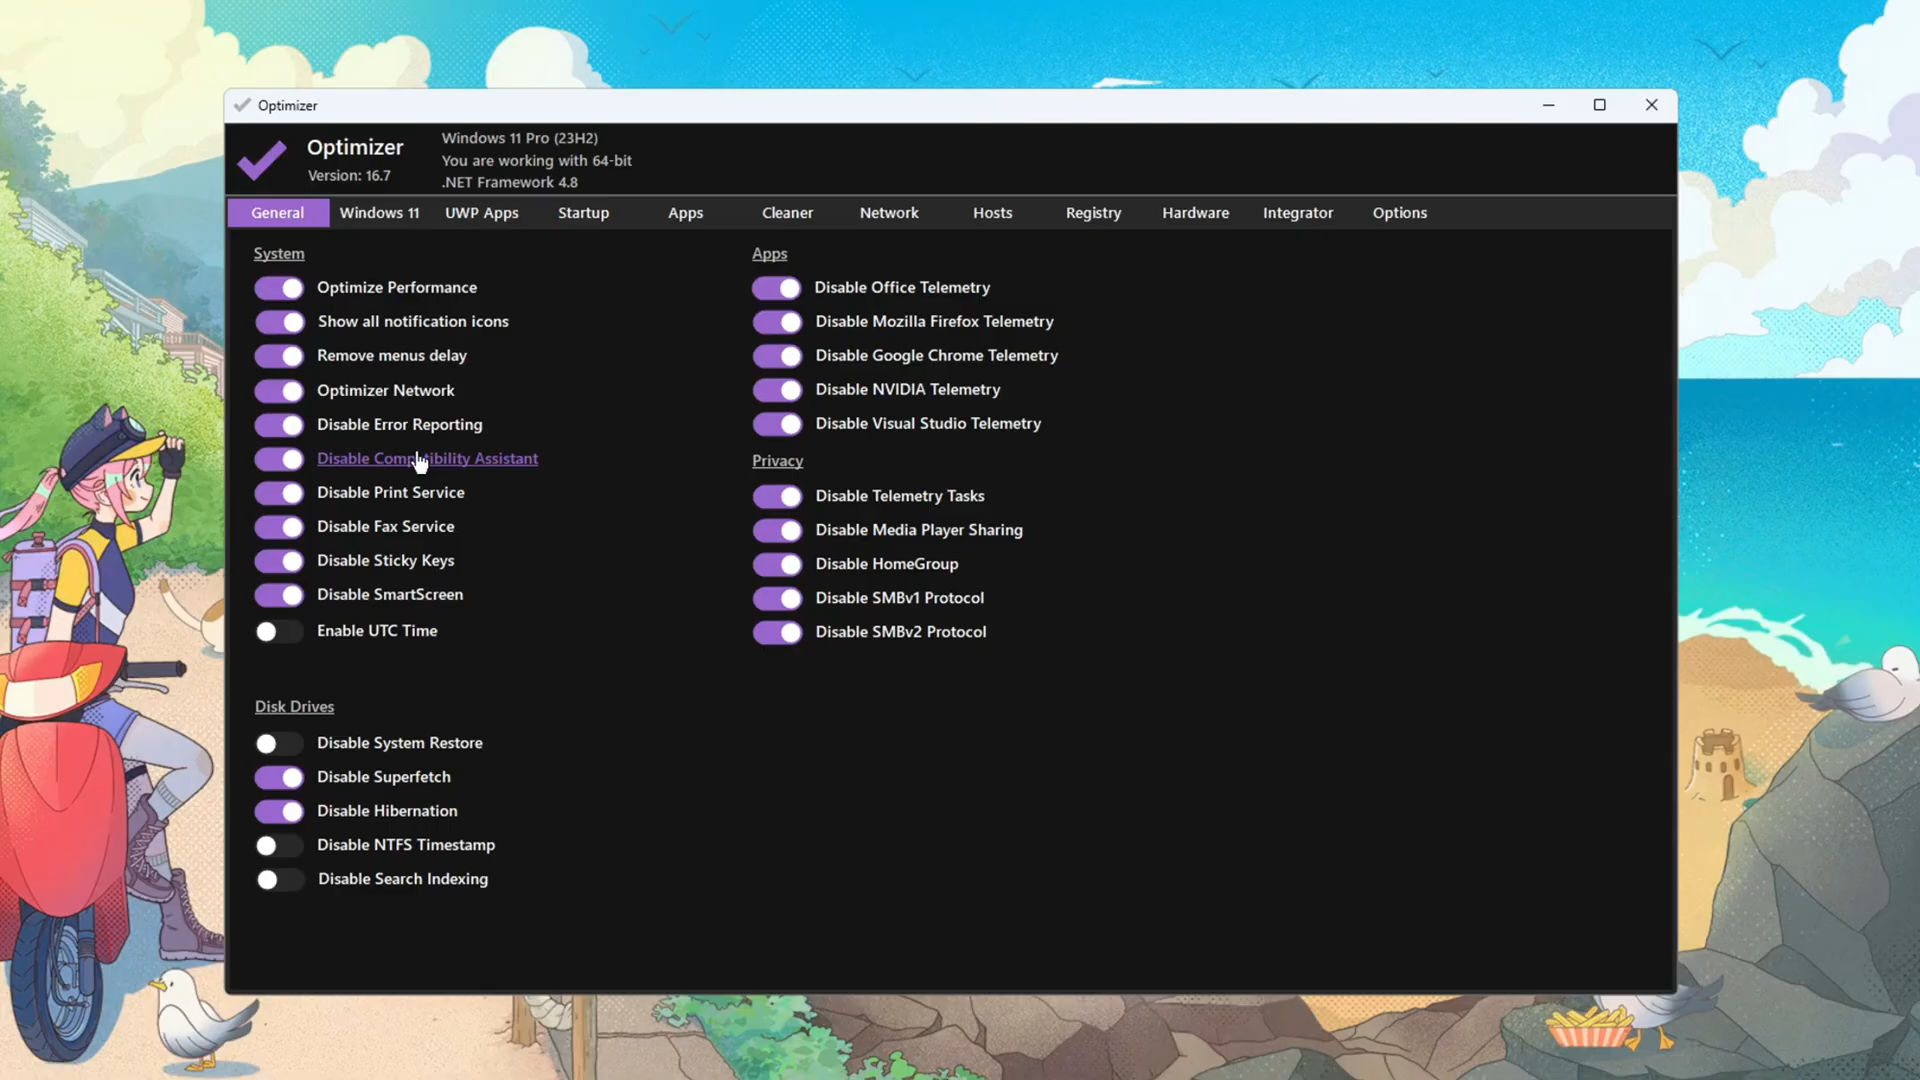 Optimizer
Optimizer
Version: 16.7
Windows 11 Pro (23H2)
You are working with 64-bit
.NET Framework 4.8
General Windows 11 UWP Apps Startup Apps Cleaner Network Hosts Registry Hardware Integrator Options
System
Optimize Performance
Show all notification icons
Remove menus delay
Optimizer Network
Disable Error Reporting
Disable Compatibility Assistant
Disable Print Service
Disable Fax Service
Disable Sticky Keys
Disable SmartScreen
Enable UTC Time
Disk Drives
Disable System Restore
Disable Superfetch
Disable Hibernation
Disable NTFS Timestamp
Disable Search Indexing
Apps
Disable Office Telemetry
Disable Mozilla Firefox Telemetry
Disable Google Chrome Telemetry
Disable NVIDIA Telemetry
Disable Visual Studio Telemetry
Privacy
Disable Telemetry Tasks
Disable Media Player Sharing
Disable HomeGroup
Disable SMBv1 Protocol
Disable SMBv2 Protocol